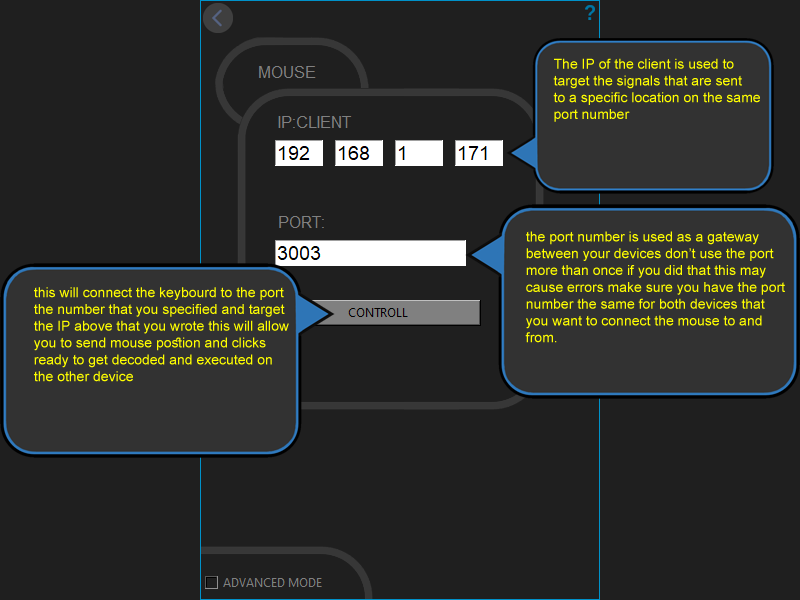 ?
MOUSE
The IP of the client is used to
target the signals that are sent
to a specific location on the same
port number
IP:CLIENT
192 168 1 171
PORT:
3003
the port number is used as a gateway
between your devices don't use the port
more than once if you did that this may
cause errors make sure you have the port
number the same for both devices that
you want to connect the mouse to and
from.
this will connect the keybourd to the port
the number that you specified and target
the IP above that you wrote this will allow
you to send mouse postion and clicks
ready to get decoded and executed on
the other device
CONTROLL
ADVANCED MODE